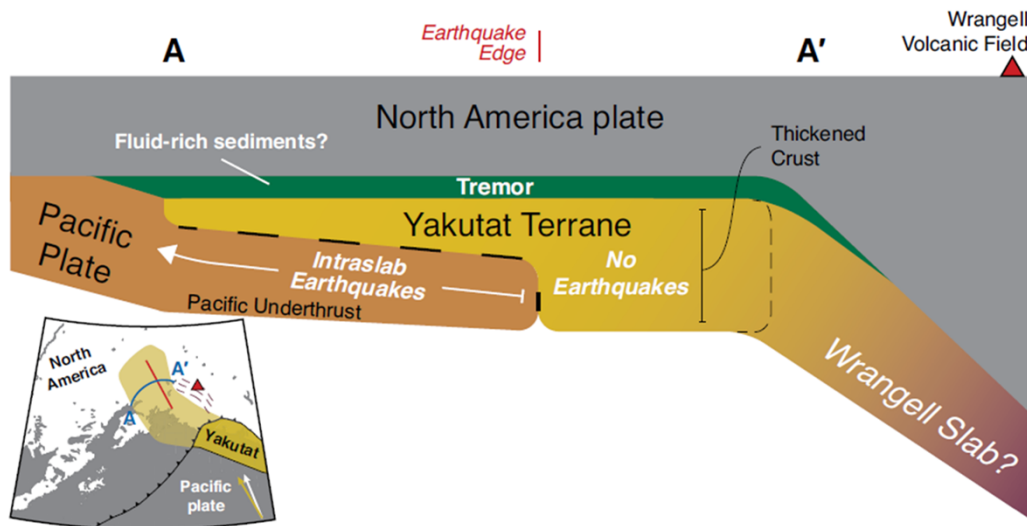 Earthquake
Edge
Wrangell
Volcanic Field
A
A′
North America plate
Fluid-rich sediments?
Thickened
Crust
Tremor
Yakutat Terrane
Pacific
Plate
Intraslab
Earthquakes
No
Earthquakes
Pacific Underthrust
Wrangell Slab?
North
America
A′
A
Yakutat
Pacific
plate